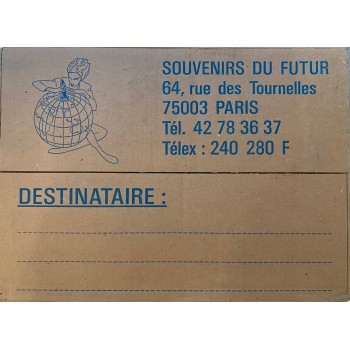 SOUVENIRS DU FUTUR
64, rue des Tournelles
75003 PARIS
Tél. 42 78 36 37
Télex : 240 280 F
DESTINATAIRE :